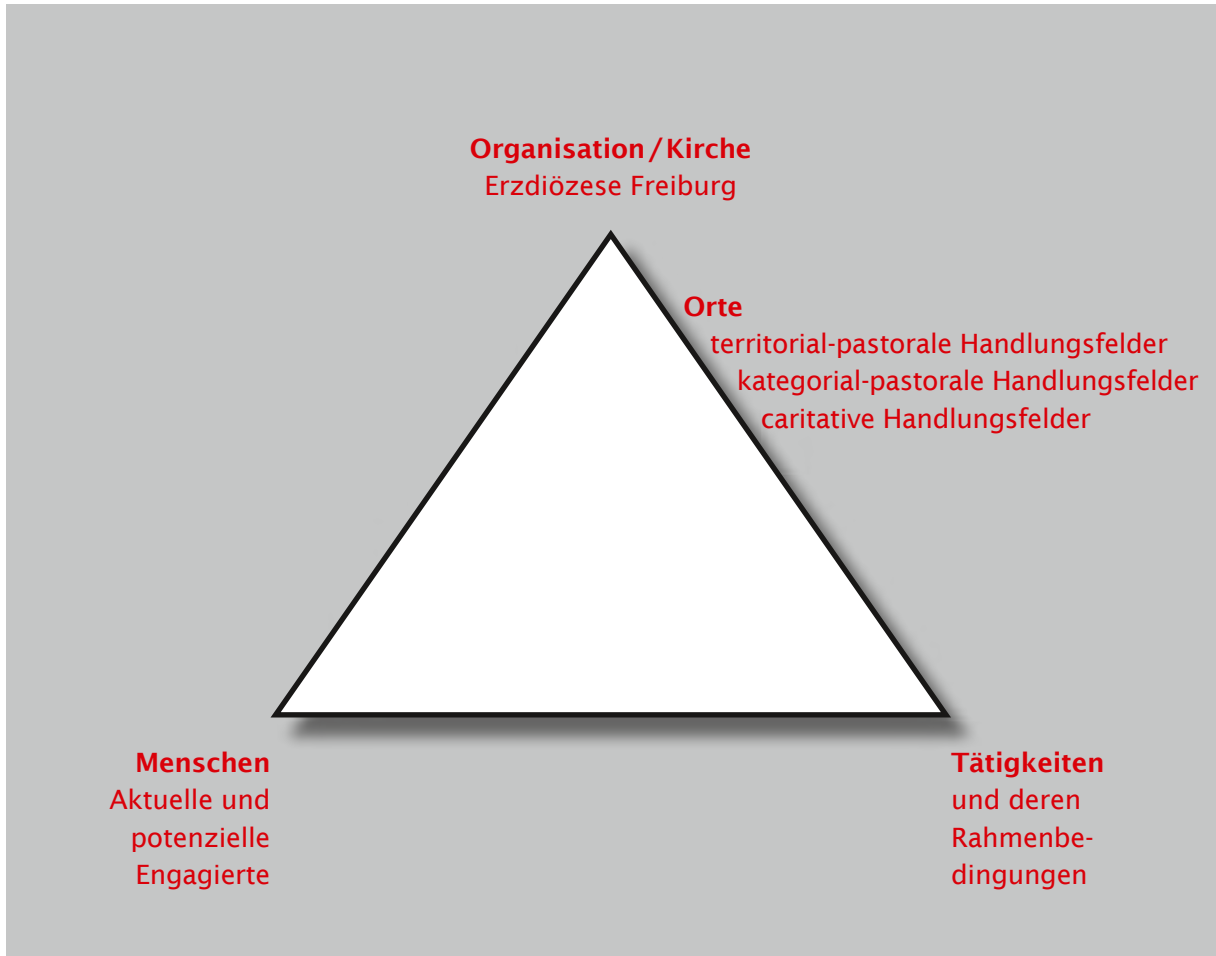 Organisation / Kirche
Erzdiözese Freiburg
Orte
territorial-pastorale Handlungsfelder
kategorial-pastorale Handlungsfelder
caritative Handlungsfelder
Menschen
Aktuelle und
potenzielle
Engagierte
Tätigkeiten
und deren
Rahmenbe-
dingungen